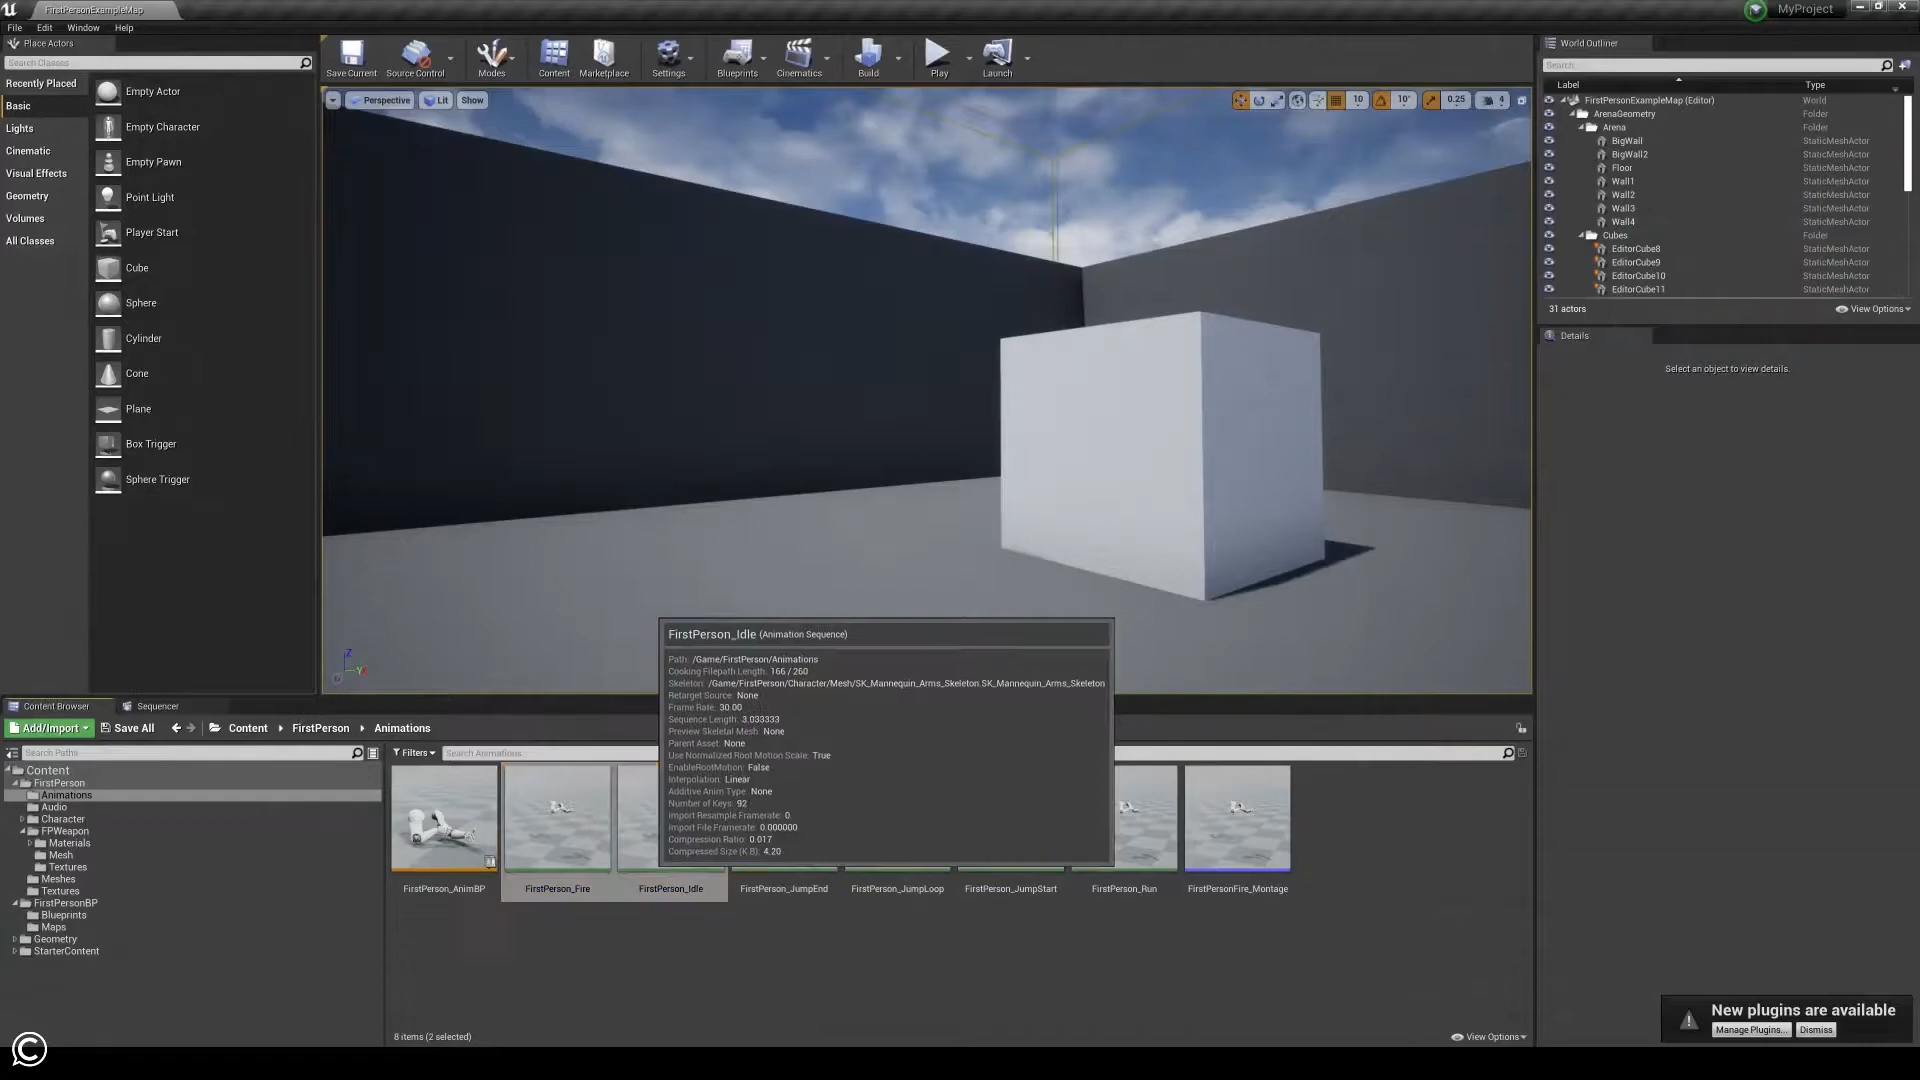 FirstPersonExampleMap
MyProject
File Edit Window Help
Place Actors
Search Classes
Recently Placed
Basic
Lights
Cinematic
Visual Effects
Geometry
Volumes
All Classes
Empty Actor
Empty Character
Empty Pawn
Point Light
Player Start
Cube
Sphere
Cylinder
Cone
Plane
Box Trigger
Sphere Trigger
Save Current Source Control Modes Content Marketplace Settings Blueprints Cinematics Build Play Launch
Perspective Lit Show
10 10° 0.25 4
World Outliner
Search...
Label Type
FirstPersonExampleMap (Editor) World
ArenaGeometry Folder
Arena Folder
BigWall StaticMeshActor
BigWall2 StaticMeshActor
Floor StaticMeshActor
Wall1 StaticMeshActor
Wall2 StaticMeshActor
Wall3 StaticMeshActor
Wall4 StaticMeshActor
Cubes Folder
EditorCube8 StaticMeshActor
EditorCube9 StaticMeshActor
EditorCube10 StaticMeshActor
EditorCube11 StaticMeshActor
31 actors View Options
Details
Select an object to view details.
Z
Y
FirstPerson_Idle (Animation Sequence)
Path: /Game/FirstPerson/Animations
Cooking Filepath Length: 166 / 260
Skeleton: /Game/FirstPerson/Character/Mesh/SK_Mannequin_Arms_Skeleton.SK_Mannequin_Arms_Skeleton
Retarget Source: None
Frame Rate: 30.00
Sequence Length: 3.033333
Preview Skeletal Mesh: None
Parent Asset: None
Use Normalized Root Motion Scale: True
EnableRootMotion: False
Interpolation: Linear
Additive Anim Type: None
Number of Keys: 92
Import Resample Framerate: 0
Import File Framerate: 0.000000
Compression Ratio: 0.017
Compressed Size (KB): 4.20
Content Browser Sequencer
Add/Import Save All Content FirstPerson Animations
Search Paths
Filters Search Animations
Content
FirstPerson
Animations
Audio
Character
FPWeapon
Materials
Mesh
Textures
Meshes
Textures
FirstPersonBP
Blueprints
Maps
Geometry
StarterContent
FirstPerson_AnimBP FirstPerson_Fire FirstPerson_Idle FirstPerson_JumpEnd FirstPerson_JumpLoop FirstPerson_JumpStart FirstPerson_Run FirstPersonFire_Montage
8 items (2 selected) View Options
New plugins are available
Manage Plugins... Dismiss